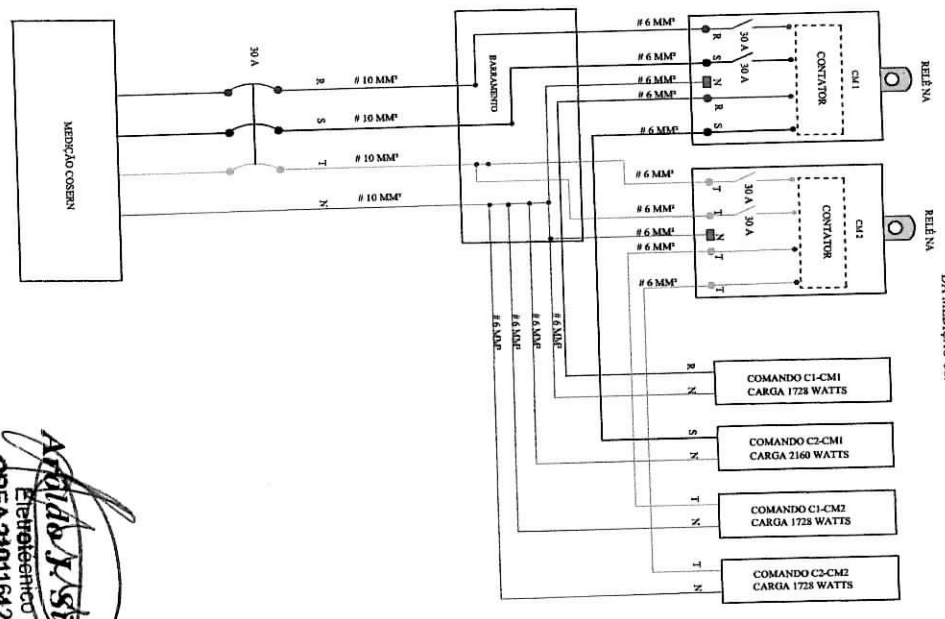 MEDIÇÃO COSERN
30 A
R
# 10 MM²
S
# 10 MM²
T
# 10 MM²
N
# 10 MM²
BARRAMENTO
# 6 MM²
# 6 MM²
# 6 MM²
# 6 MM²
# 6 MM²
R
S
N
R
S
30 A
30 A
CONTATOR
CM 1
RELÉ NA
# 6 MM²
# 6 MM²
# 6 MM²
# 6 MM²
# 6 MM²
T
T
N
T
T
30 A
30 A
CONTATOR
CM 2
RELÉ NA
# 6 MM²
# 6 MM²
# 6 MM²
# 6 MM²
R
N
COMANDO C1-CM1
CARGA 1728 WATTS
S
N
COMANDO C2-CM1
CARGA 2160 WATTS
T
N
COMANDO C1-CM2
CARGA 1728 WATTS
T
N
COMANDO C2-CM2
CARGA 1728 WATTS
Eletrotécnico